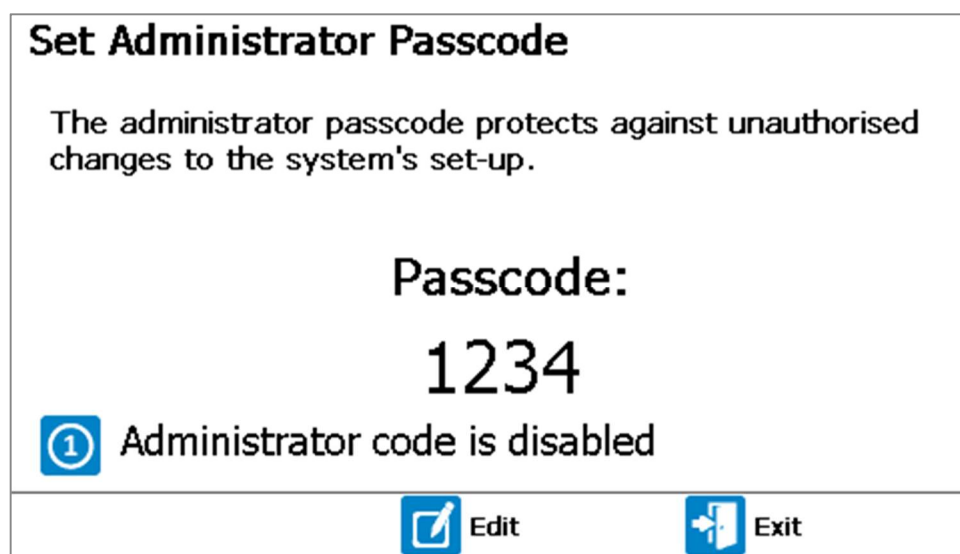 Set Administrator Passcode
The administrator passcode protects against unauthorised
changes to the system's set-up.
Passcode:
1234
1 Administrator code is disabled
Edit Exit